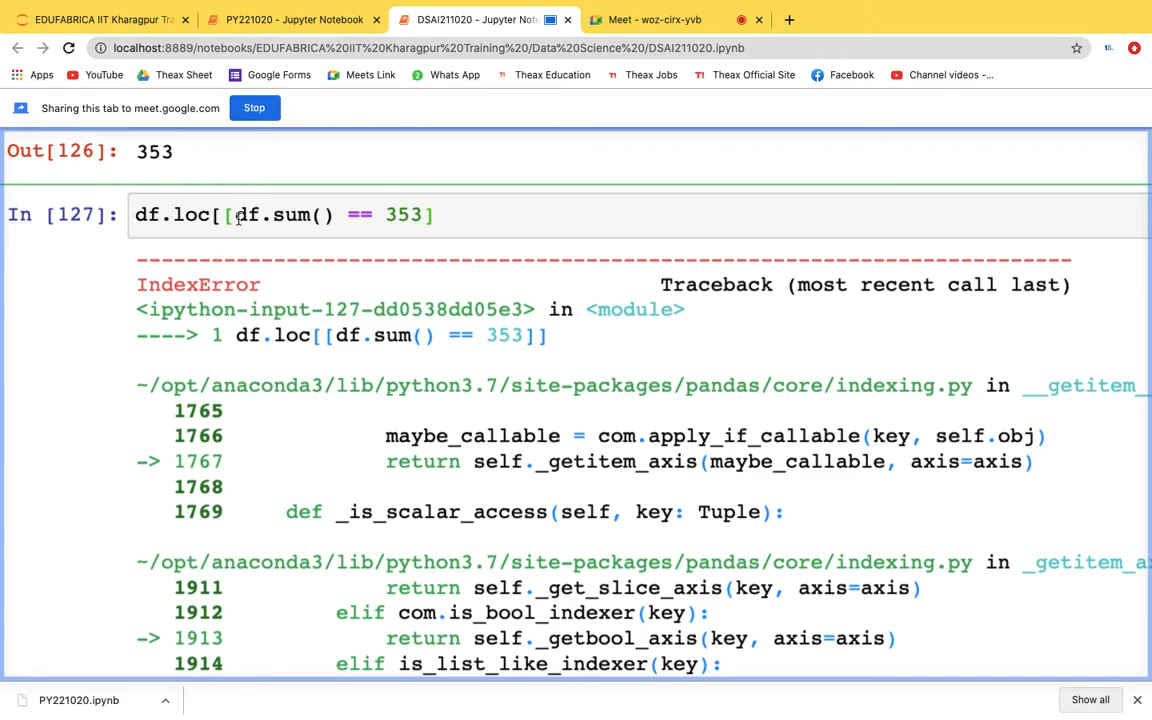 EDUFABRICA IIT Kharagpur Tra
PY221020 - Jupyter Notebook
DSAI211020 - Jupyter Note
Meet - woz-cirx-yvb
localhost:8889/notebooks/EDUFABRICA%20IIT%20Kharagpur%20Training%20/Data%20Science%20/DSAI211020.ipynb
Apps YouTube Theax Sheet Google Forms Meets Link Whats App Theax Education Theax Jobs Theax Official Site Facebook Channel videos -...
Sharing this tab to meet.google.com Stop
Out[126]: 353
In [127]: df.loc[[df.sum() == 353]
---------------------------------------------------------------------------
IndexError Traceback (most recent call last)
<ipython-input-127-dd0538dd05e3> in <module>
----> 1 df.loc[[df.sum() == 353]]
~/opt/anaconda3/lib/python3.7/site-packages/pandas/core/indexing.py in __getitem_
1765
1766 maybe_callable = com.apply_if_callable(key, self.obj)
-> 1767 return self._getitem_axis(maybe_callable, axis=axis)
1768
1769 def _is_scalar_access(self, key: Tuple):
~/opt/anaconda3/lib/python3.7/site-packages/pandas/core/indexing.py in _getitem_a
1911 return self._get_slice_axis(key, axis=axis)
1912 elif com.is_bool_indexer(key):
-> 1913 return self._getbool_axis(key, axis=axis)
1914 elif is_list_like_indexer(key):
PY221020.ipynb
Show all